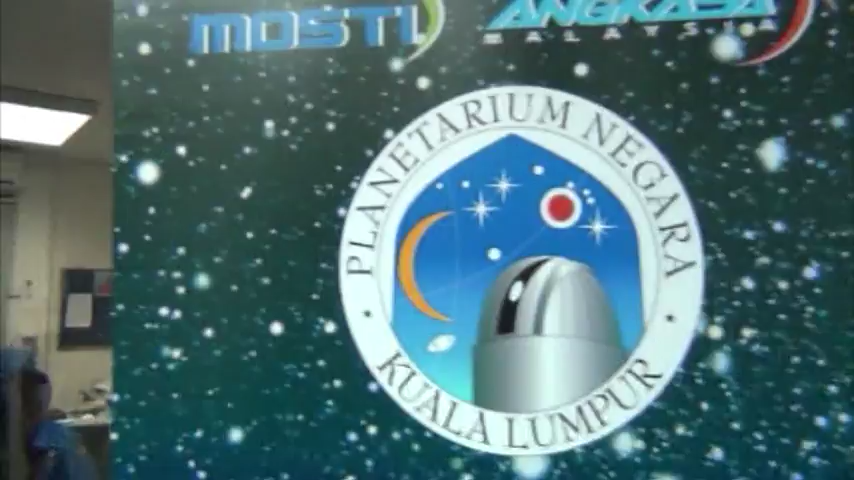 MOSTI
ANGKASA
MALAYSIA
PLANETARIUM NEGARA
KUALA LUMPUR